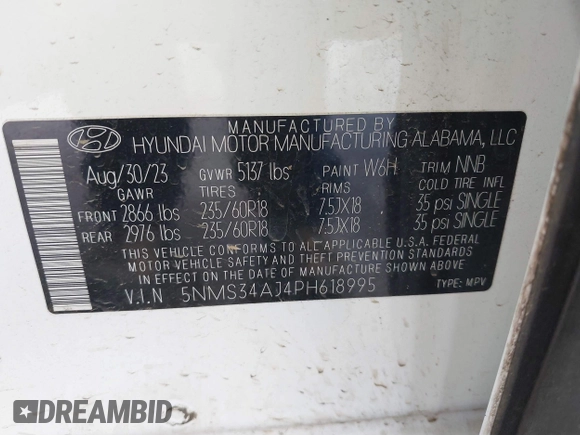 MANUFACTURED BY
HYUNDAI MOTOR MANUFACTURING ALABAMA, LLC
Aug/30/23 GVWR 5137 lbs PAINT W6H TRIM NNB
GAWR TIRES RIMS COLD TIRE INFL
FRONT 2866 lbs 235/60R18 7.5JX18 35 psi SINGLE
REAR 2976 lbs 235/60R18 7.5JX18 35 psi SINGLE
THIS VEHICLE CONFORMS TO ALL APPLICABLE U.S.A. FEDERAL
MOTOR VEHICLE SAFETY AND THEFT PREVENTION STANDARDS
IN EFFECT ON THE DATE OF MANUFACTURE SHOWN ABOVE.
V.I.N 5NMS34AJ4PH618995 TYPE: MPV
DREAMBID